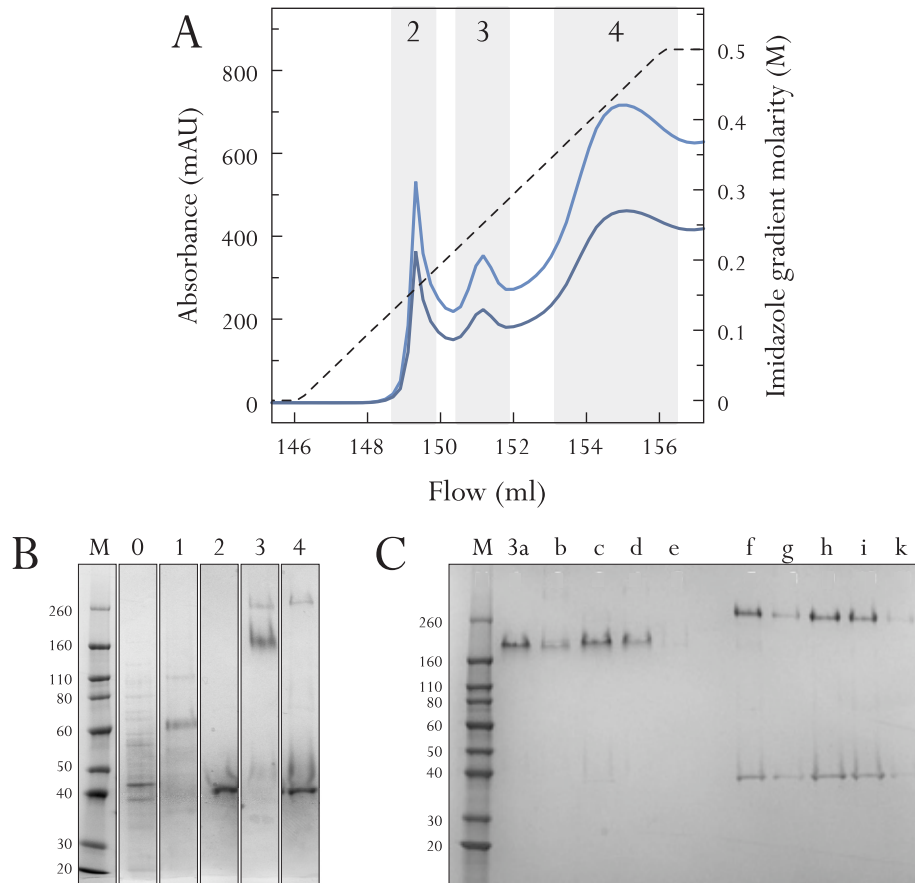 A
2 3 4
800
600
400
200
0
0.5
0.4
0.3
0.2
0.1
0
Absorbance (mAU)
Imidazole gradient molarity (M)
146 148 150 152 154 156
Flow (ml)
B
M 0 1 2 3 4
260
160
110
80
60
50
40
30
20
C
M 3a b c d e f g h i k
260
160
110
80
60
50
40
30
20